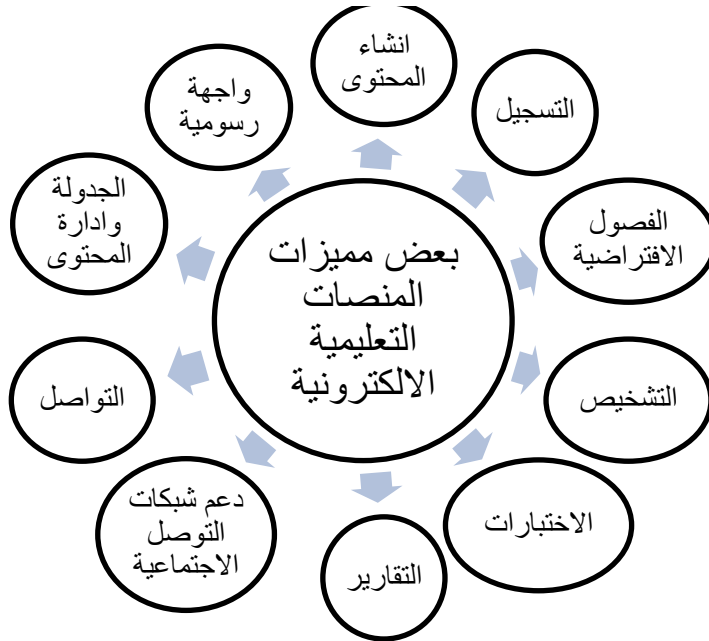 بعض مميزات
المنصات
التعليمية
الالكترونية
انشاء
المحتوى
التسجيل
الفصول
الافتراضية
التشخيص
الاختبارات
التقارير
دعم شبكات
التوصل
الاجتماعية
التواصل
الجدولة
وادارة
المحتوى
واجهة
رسومية